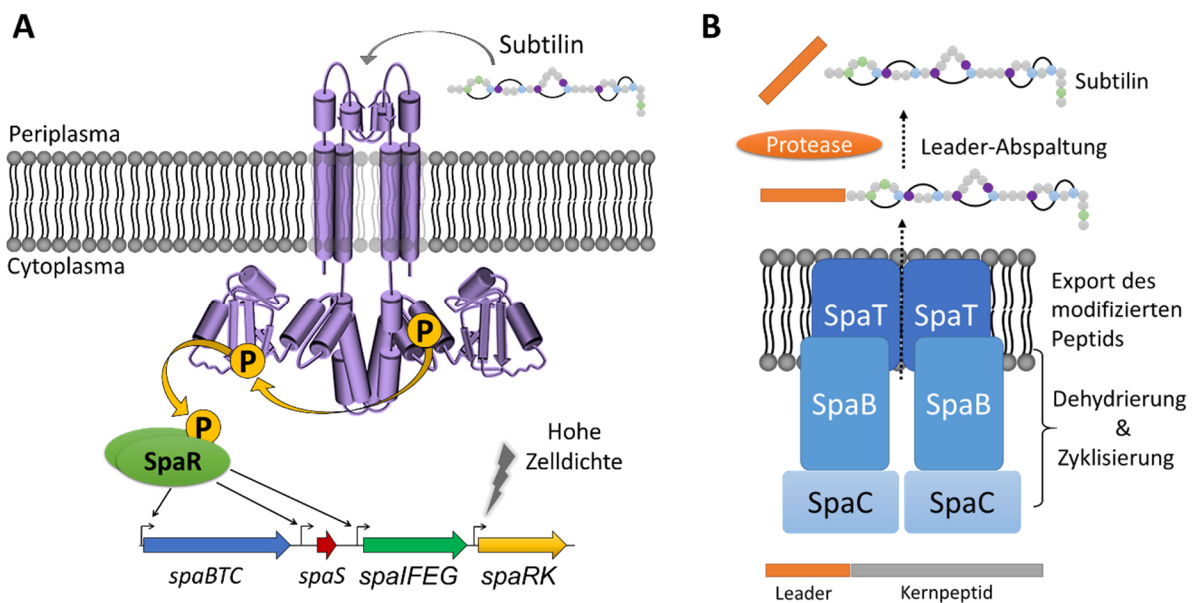 A
Subtilin
Periplasma
Cytoplasma
P
P
P
SpaR
Hohe
Zelldichte
spaBTC
spaS
spaIFEG
spaRK
B
Subtilin
Protease
Leader-Abspaltung
SpaT
SpaT
Export des
modifizierten
Peptids
SpaB
SpaB
Dehydrierung
&
Zyklisierung
SpaC
SpaC
Leader
Kernpeptid